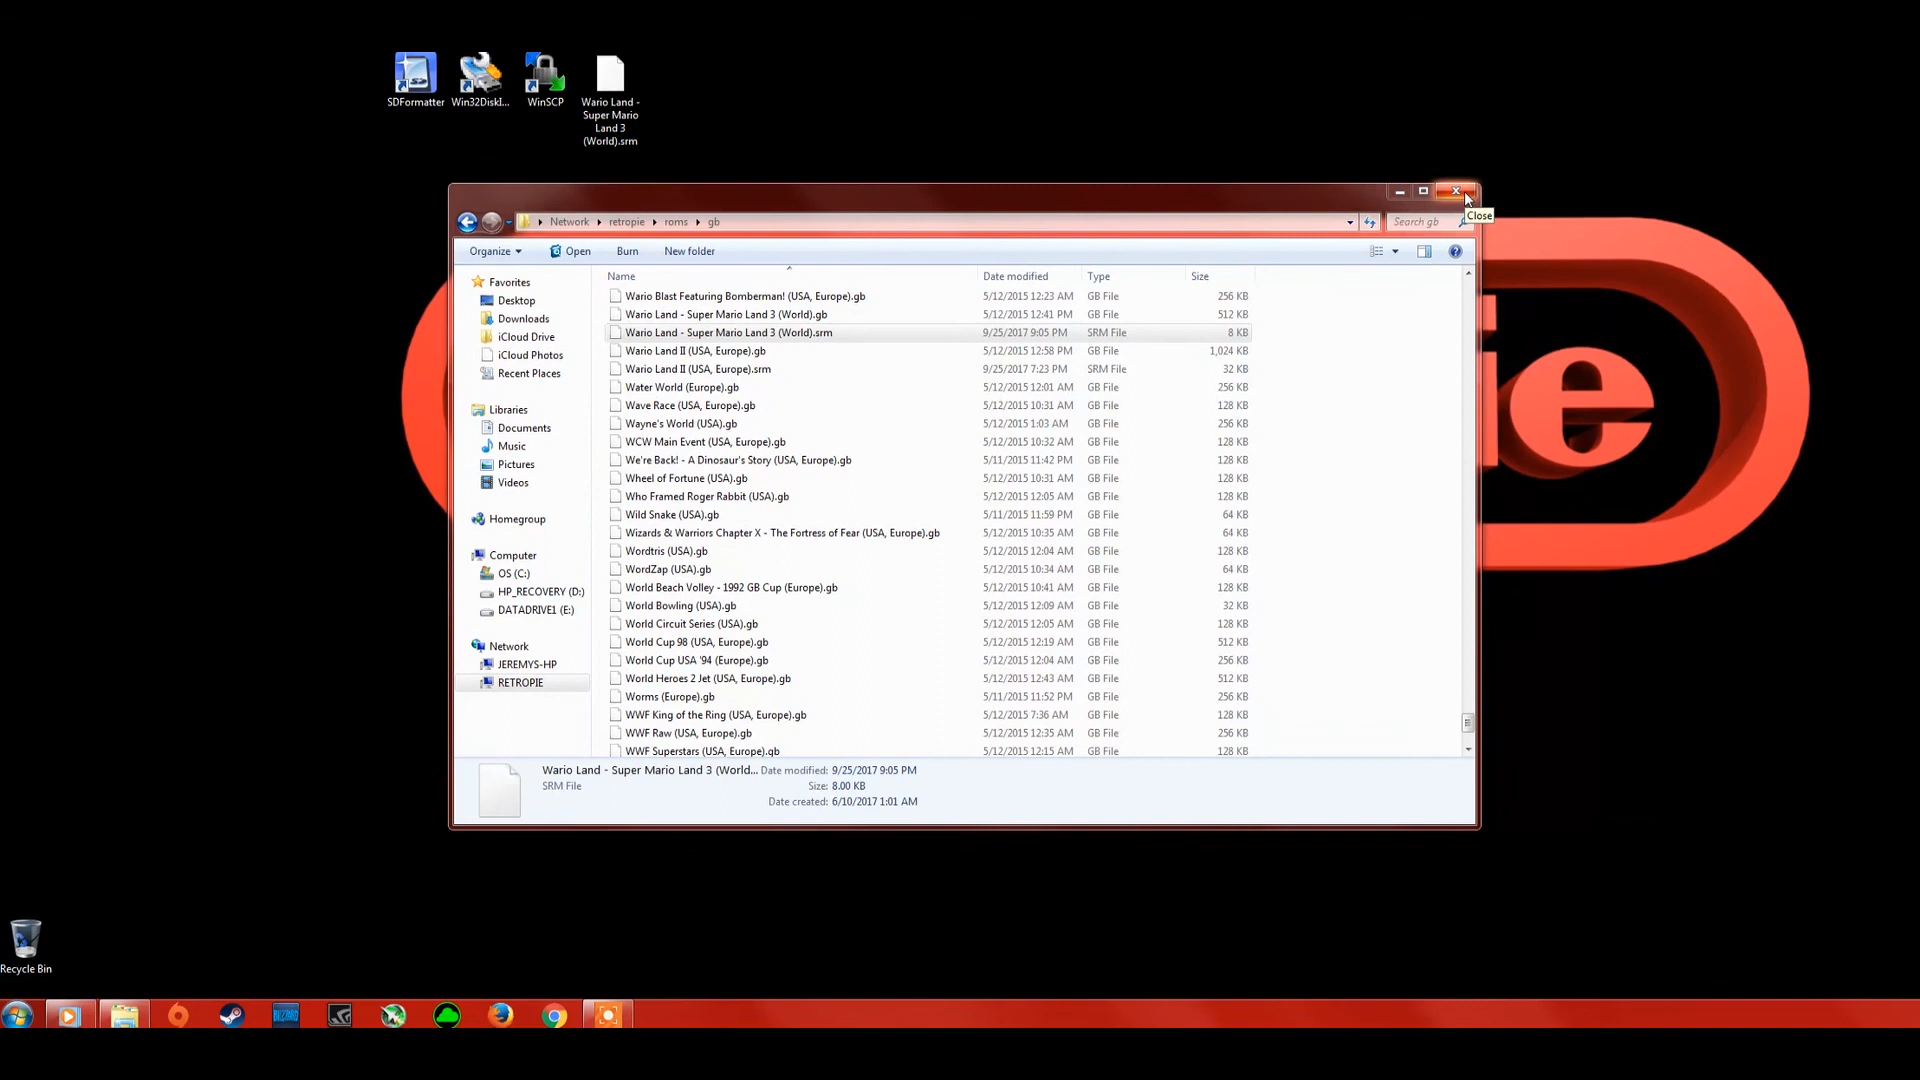 SDFormatter
Win32DiskI...
WinSCP
Wario Land -
Super Mario
Land 3
(World).srm
Close
Network retropie roms gb
Search gb
Organize Open Burn New folder
Name Date modified Type Size
Favorites
Desktop
Downloads
iCloud Drive
iCloud Photos
Recent Places
Libraries
Documents
Music
Pictures
Videos
Homegroup
Computer
OS (C:)
HP_RECOVERY (D:)
DATADRIVE1 (E:)
Network
JEREMYS-HP
RETROPIE
Wario Blast Featuring Bomberman! (USA, Europe).gb 5/12/2015 12:23 AM GB File 256 KB
Wario Land - Super Mario Land 3 (World).gb 5/12/2015 12:41 PM GB File 512 KB
Wario Land - Super Mario Land 3 (World).srm 9/25/2017 9:05 PM SRM File 8 KB
Wario Land II (USA, Europe).gb 5/12/2015 12:58 PM GB File 1,024 KB
Wario Land II (USA, Europe).srm 9/25/2017 7:23 PM SRM File 32 KB
Water World (Europe).gb 5/12/2015 12:01 AM GB File 256 KB
Wave Race (USA, Europe).gb 5/12/2015 10:31 AM GB File 128 KB
Wayne's World (USA).gb 5/12/2015 1:03 AM GB File 256 KB
WCW Main Event (USA, Europe).gb 5/12/2015 10:32 AM GB File 128 KB
We're Back! - A Dinosaur's Story (USA, Europe).gb 5/11/2015 11:42 PM GB File 128 KB
Wheel of Fortune (USA).gb 5/12/2015 10:31 AM GB File 128 KB
Who Framed Roger Rabbit (USA).gb 5/12/2015 12:05 AM GB File 128 KB
Wild Snake (USA).gb 5/11/2015 11:59 PM GB File 64 KB
Wizards & Warriors Chapter X - The Fortress of Fear (USA, Europe).gb 5/12/2015 10:35 AM GB File 64 KB
Wordtris (USA).gb 5/12/2015 12:04 AM GB File 128 KB
WordZap (USA).gb 5/12/2015 10:34 AM GB File 64 KB
World Beach Volley - 1992 GB Cup (Europe).gb 5/12/2015 10:41 AM GB File 128 KB
World Bowling (USA).gb 5/12/2015 12:09 AM GB File 32 KB
World Circuit Series (USA).gb 5/12/2015 12:05 AM GB File 128 KB
World Cup 98 (USA, Europe).gb 5/12/2015 12:19 AM GB File 512 KB
World Cup USA '94 (Europe).gb 5/12/2015 12:04 AM GB File 256 KB
World Heroes 2 Jet (USA, Europe).gb 5/12/2015 12:43 AM GB File 512 KB
Worms (Europe).gb 5/11/2015 11:52 PM GB File 256 KB
WWF King of the Ring (USA, Europe).gb 5/12/2015 7:36 AM GB File 128 KB
WWF Raw (USA, Europe).gb 5/12/2015 12:35 AM GB File 256 KB
WWF Superstars (USA, Europe).gb 5/12/2015 12:15 AM GB File 128 KB
Wario Land - Super Mario Land 3 (World... Date modified: 9/25/2017 9:05 PM
SRM File Size: 8.00 KB
Date created: 6/10/2017 1:01 AM
ie
Recycle Bin
BLIZZARD